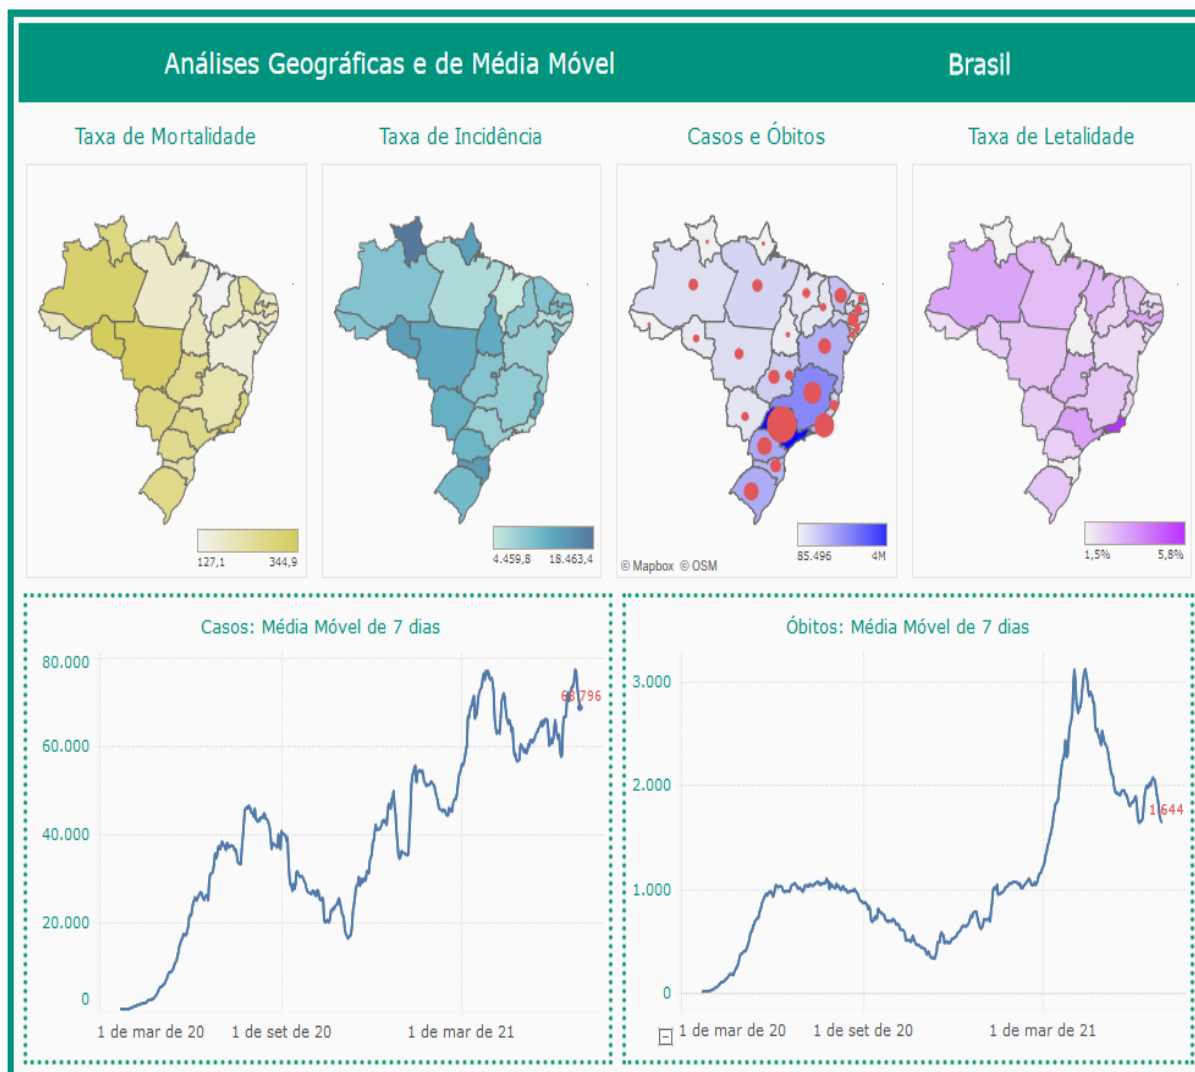 Análises Geográficas e de Média Móvel
Brasil
Taxa de Mortalidade
Taxa de Incidência
Casos e Óbitos
Taxa de Letalidade
127,1 344,9
4.459,8 18.463,4
© Mapbox © OSM
85.496 4M
1,5% 5,8%
Casos: Média Móvel de 7 dias
80.000
60.000
40.000
20.000
0
68.796
1 de mar de 20 1 de set de 20 1 de mar de 21
Óbitos: Média Móvel de 7 dias
3.000
2.000
1.000
0
1.644
1 de mar de 20 1 de set de 20 1 de mar de 21